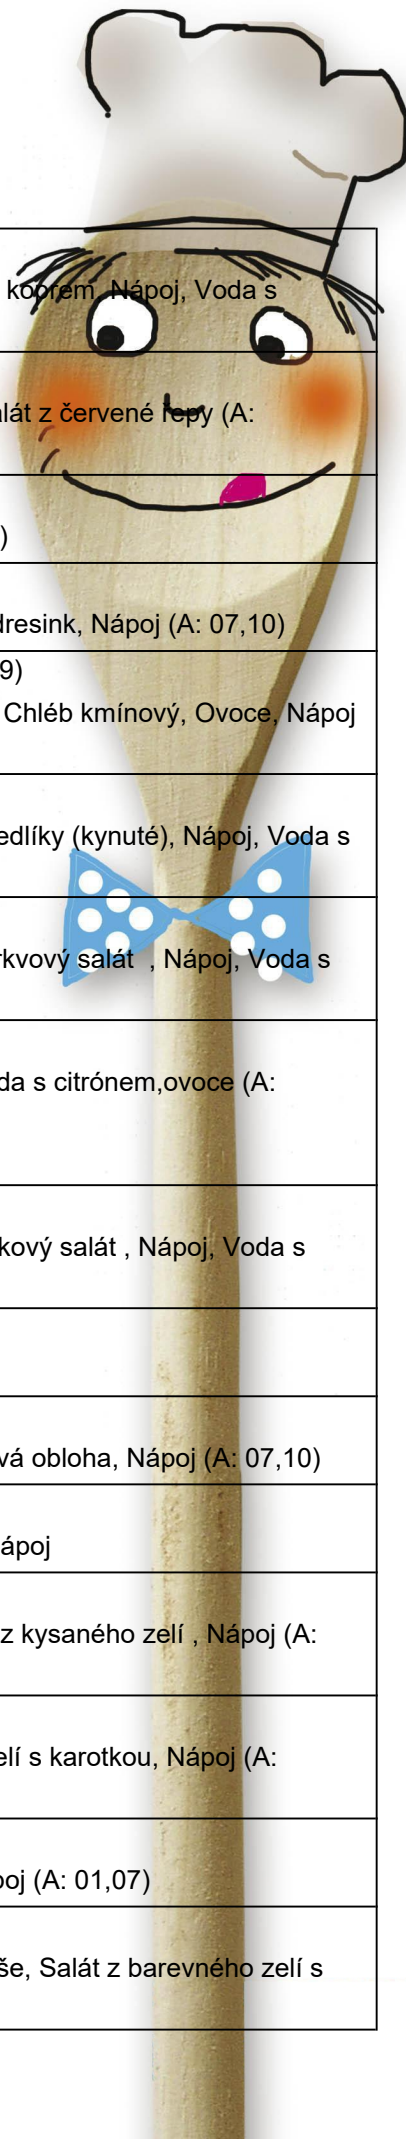 koprem, Nápoj, Voda s
lát z červené řepy (A:
)
dresink, Nápoj (A: 07,10)
9)
Chléb kmínový, Ovoce, Nápoj
edlíky (kynuté), Nápoj, Voda s
rkvový salát , Nápoj, Voda s
da s citrónem,ovoce (A:
kový salát , Nápoj, Voda s
vá obloha, Nápoj (A: 07,10)
ápoj
z kysaného zelí , Nápoj (A:
elí s karotkou, Nápoj (A:
oj (A: 01,07)
še, Salát z barevného zelí s